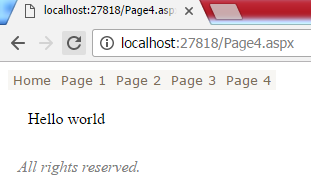 localhost:27818/Page4.aspx
localhost:27818/Page4.aspx
Home Page 1 Page 2 Page 3 Page 4
Hello world
All rights reserved.